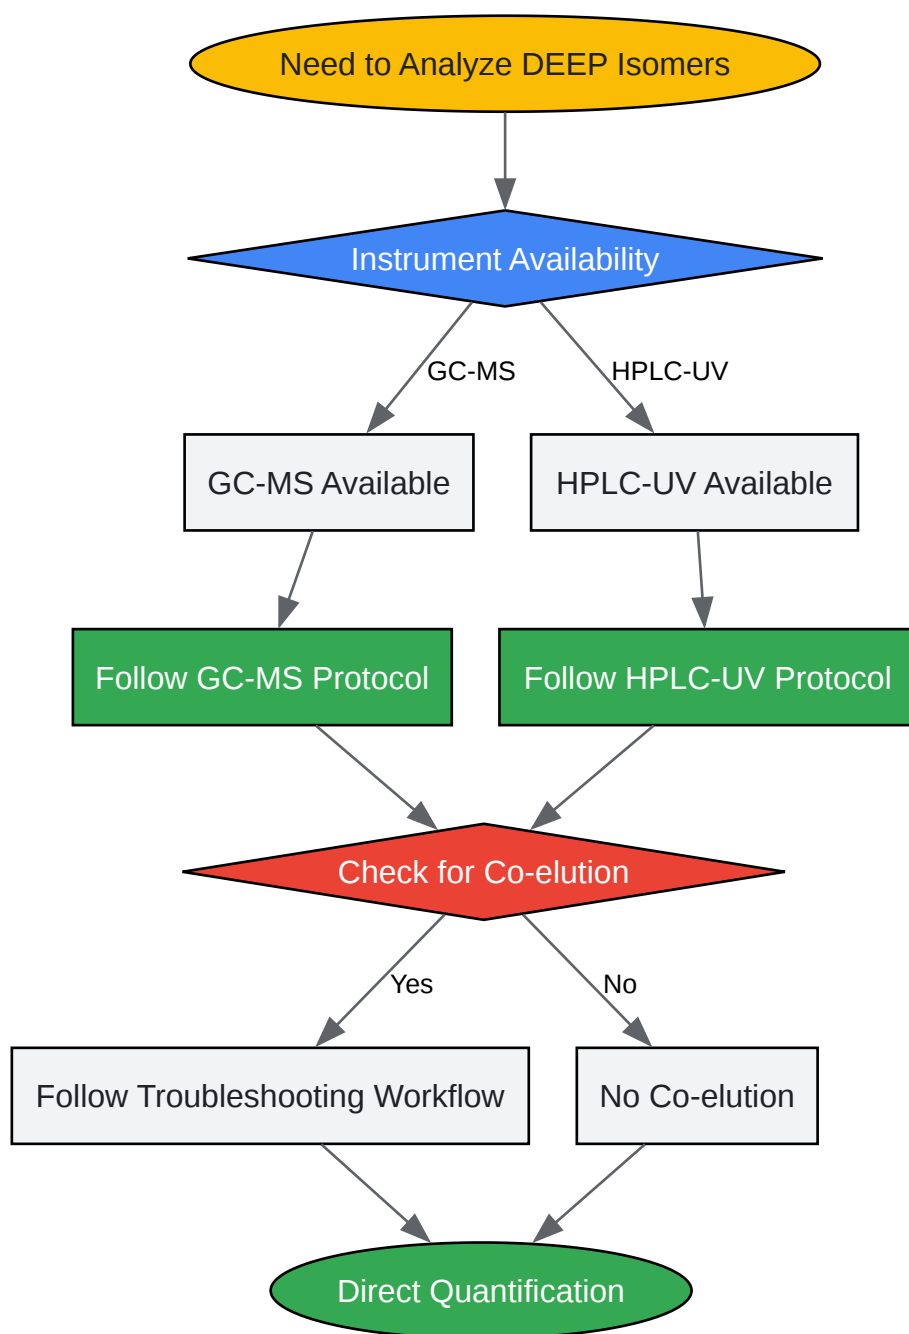 Need to Analyze DEEP Isomers
Instrument Availability
GC-MS
HPLC-UV
GC-MS Available
HPLC-UV Available
Follow GC-MS Protocol
Follow HPLC-UV Protocol
Check for Co-elution
Yes
No
Follow Troubleshooting Workflow
No Co-elution
Direct Quantification